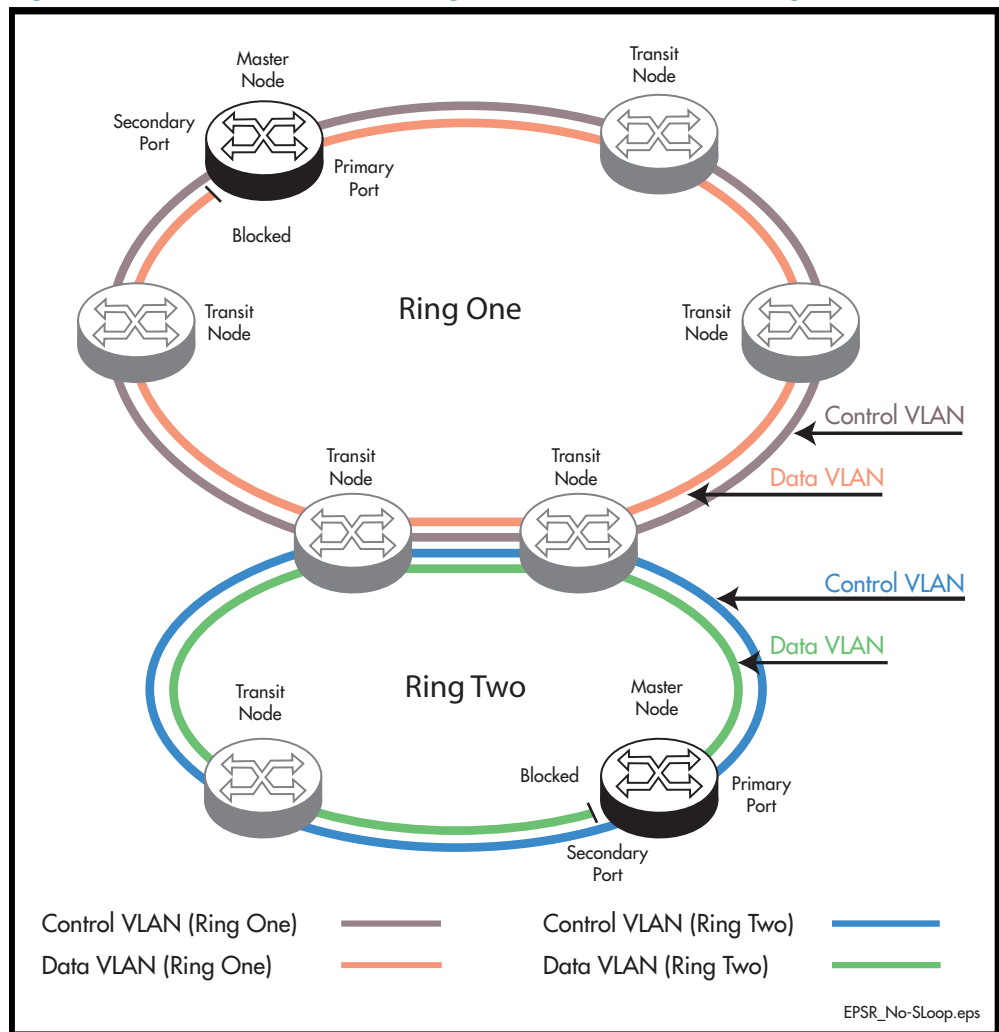 Master
Node
Transit
Node
Secondary
Port
Primary
Port
Blocked
Ring One
Transit
Node
Transit
Node
Control VLAN
Transit
Node
Transit
Node
Data VLAN
Control VLAN
Data VLAN
Ring Two
Transit
Node
Master
Node
Blocked
Primary
Port
Secondary
Port
Control VLAN (Ring One)
Control VLAN (Ring Two)
Data VLAN (Ring One)
Data VLAN (Ring Two)
EPSR_No-SLoop.eps